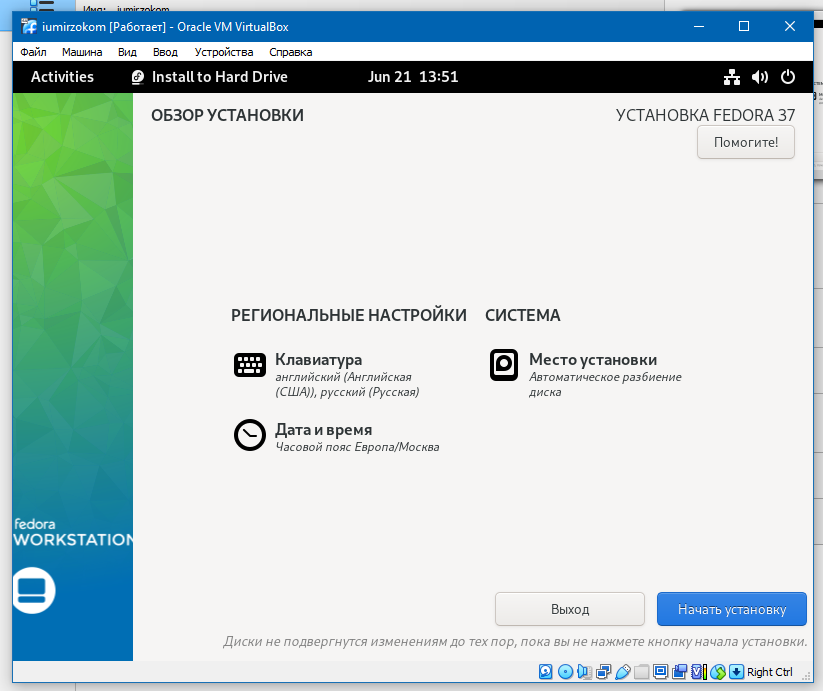 Имя: iumirzokom
iumirzokom [Работает] - Oracle VM VirtualBox
Файл Машина Вид Ввод Устройства Справка
Activities Install to Hard Drive Jun 21 13:51
ОБЗОР УСТАНОВКИ
УСТАНОВКА FEDORA 37
Помогите!
РЕГИОНАЛЬНЫЕ НАСТРОЙКИ
Клавиатура
английский (Английская
(США)), русский (Русская)
Дата и время
Часовой пояс Европа/Москва
СИСТЕМА
Место установки
Автоматическое разбиение
диска
fedora
WORKSTATION
Выход
Начать установку
Диски не подвергнутся изменениям до тех пор, пока вы не нажмете кнопку начала установки.
Right Ctrl